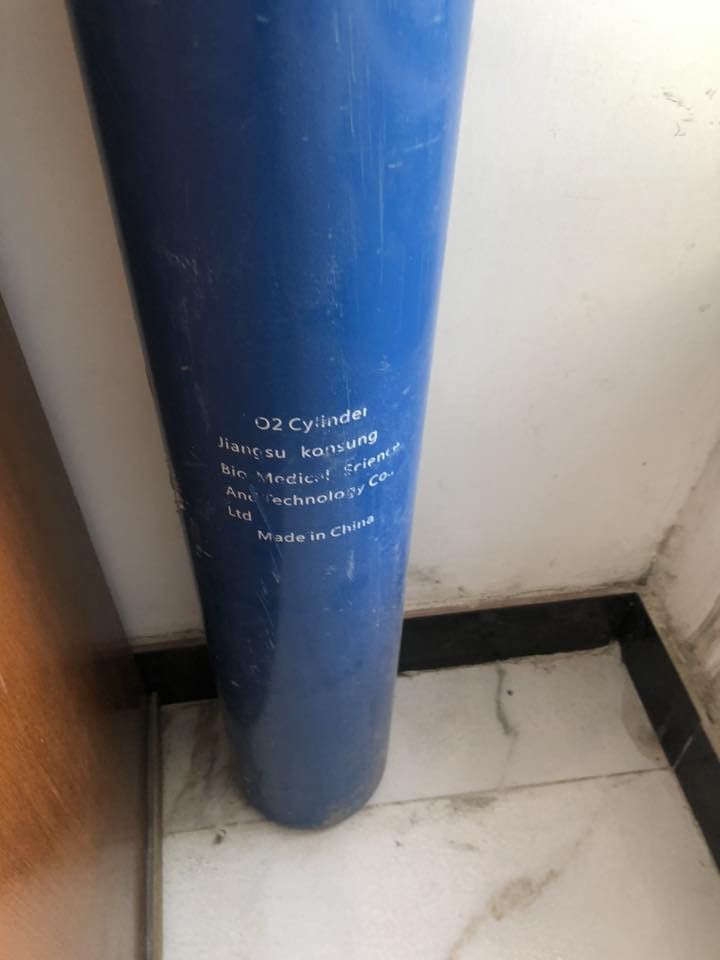 O2 Cylinder
Jiangsu konsung
Bio Medical Science
And Technology Co.,
Ltd
Made in China